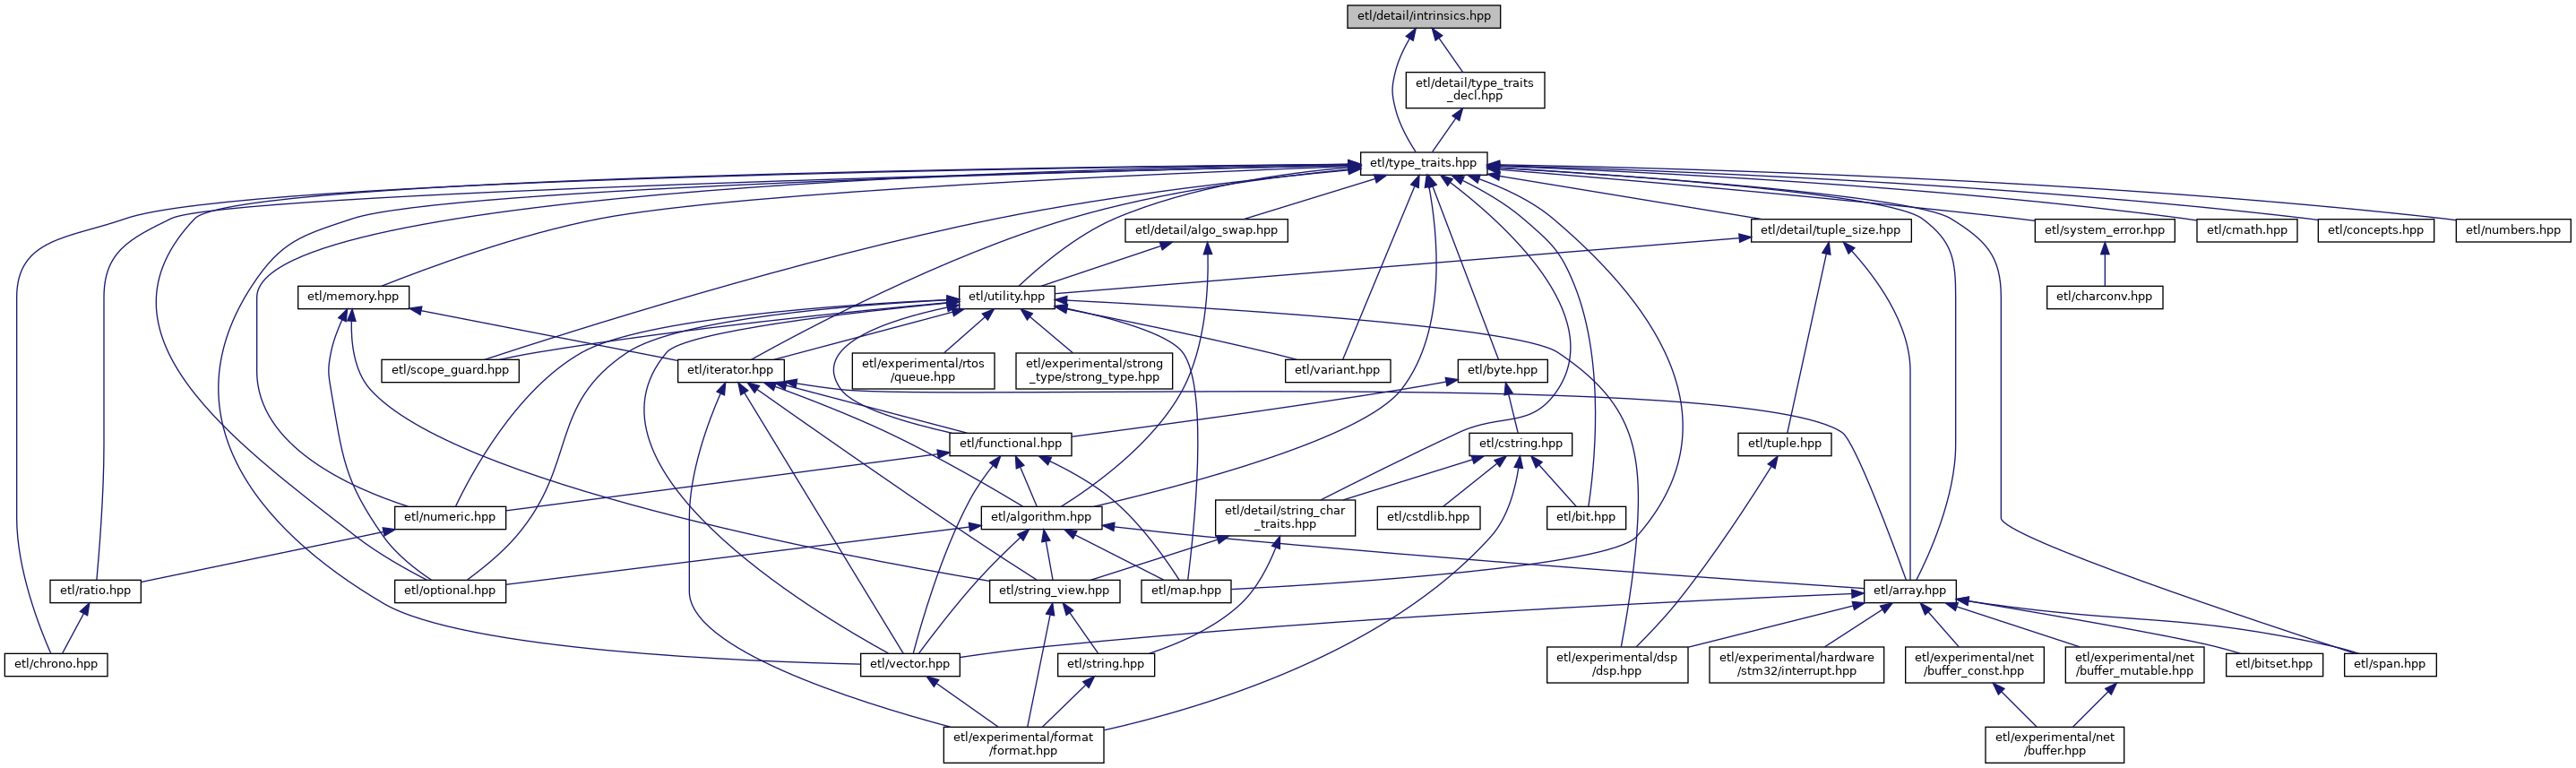 etl/detail/intrinsics.hpp
etl/detail/type_traits
_decl.hpp
etl/type_traits.hpp
etl/detail/algo_swap.hpp
etl/detail/tuple_size.hpp
etl/system_error.hpp
etl/cmath.hpp
etl/concepts.hpp
etl/numbers.hpp
etl/memory.hpp
etl/utility.hpp
etl/charconv.hpp
etl/scope_guard.hpp
etl/iterator.hpp
etl/experimental/rtos
/queue.hpp
etl/experimental/strong
_type/strong_type.hpp
etl/variant.hpp
etl/byte.hpp
etl/functional.hpp
etl/cstring.hpp
etl/tuple.hpp
etl/numeric.hpp
etl/algorithm.hpp
etl/detail/string_char
_traits.hpp
etl/cstdlib.hpp
etl/bit.hpp
etl/ratio.hpp
etl/optional.hpp
etl/string_view.hpp
etl/map.hpp
etl/array.hpp
etl/chrono.hpp
etl/vector.hpp
etl/string.hpp
etl/experimental/dsp
/dsp.hpp
etl/experimental/hardware
/stm32/interrupt.hpp
etl/experimental/net
/buffer_const.hpp
etl/experimental/net
/buffer_mutable.hpp
etl/bitset.hpp
etl/span.hpp
etl/experimental/format
/format.hpp
etl/experimental/net
/buffer.hpp